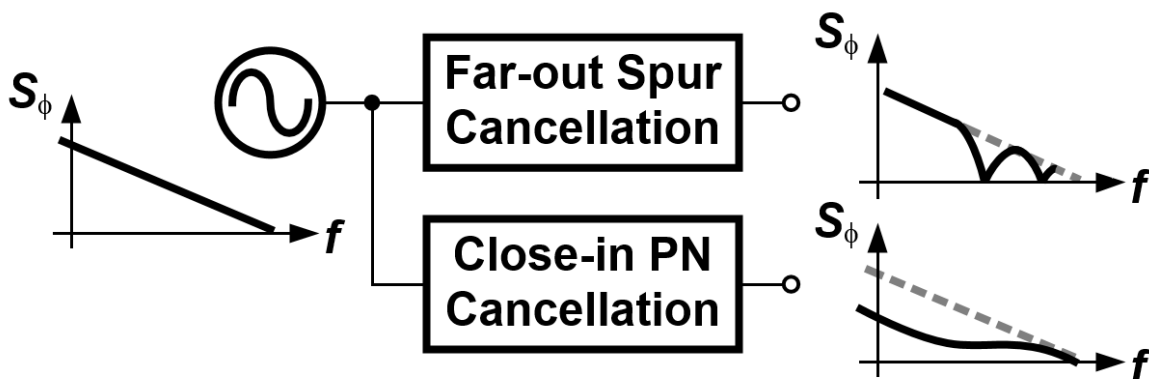 Sϕ
f
Far-out Spur
Cancellation
Sϕ
f
Close-in PN
Cancellation
Sϕ
f